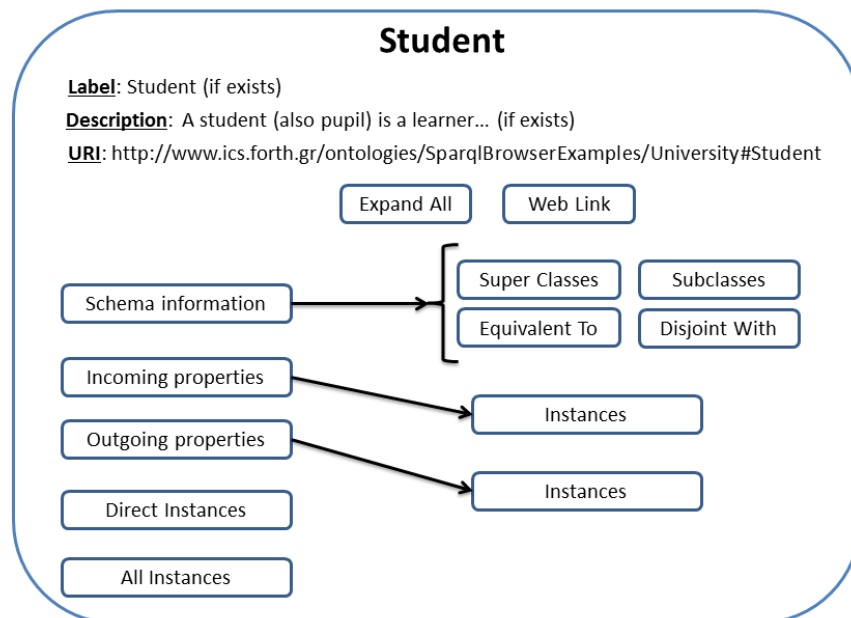 Student
Label: Student (if exists)
Description: A student (also pupil) is a learner... (if exists)
URI: http://www.ics.forth.gr/ontologies/SparqlBrowserExamples/University#Student
Expand All
Web Link
Schema information
Super Classes
Subclasses
Equivalent To
Disjoint With
Incoming properties
Instances
Outgoing properties
Instances
Direct Instances
All Instances